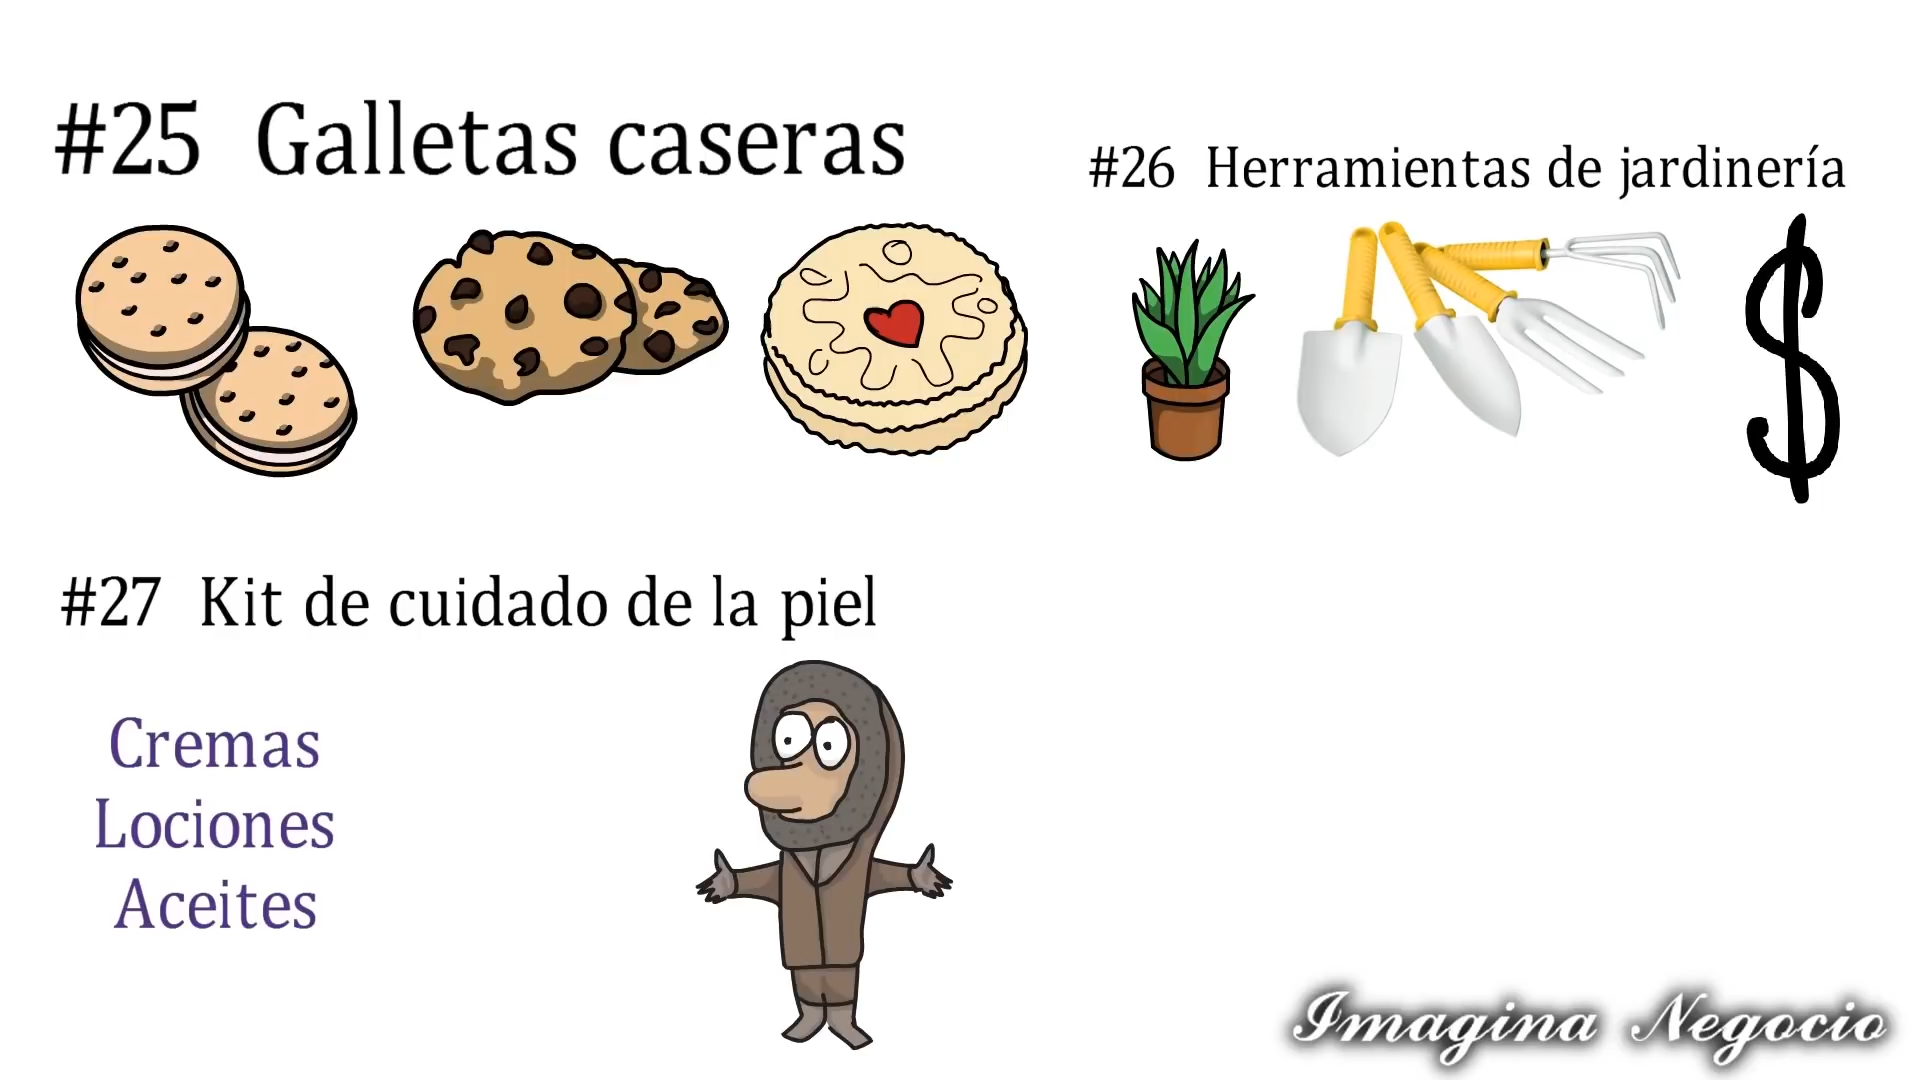 #25 Galletas caseras
#26 Herramientas de jardinería
$
#27 Kit de cuidado de la piel
Cremas
Lociones
Aceites
Imagina Negocio